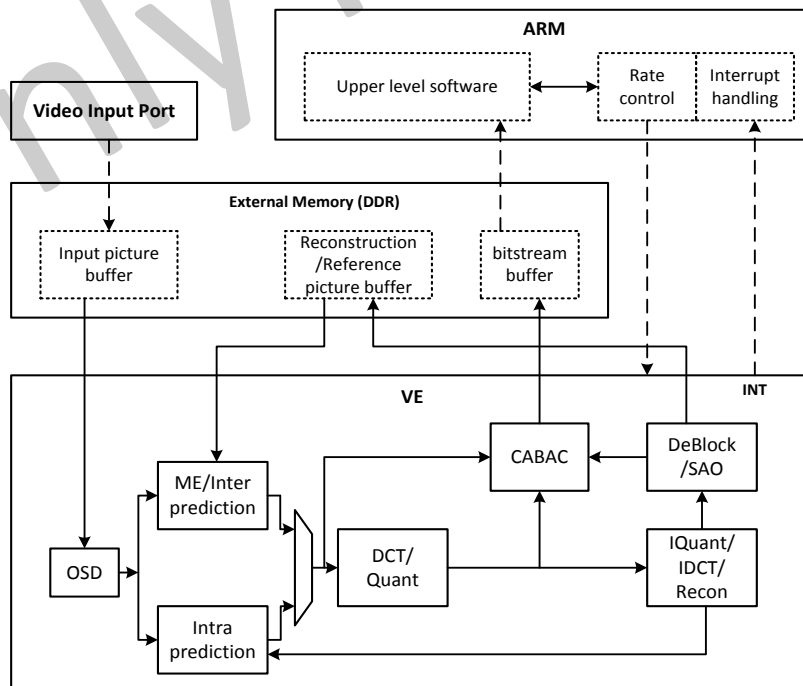 nly
ARM
Upper level software
Rate
control
Interrupt
handling
Video Input Port
External Memory (DDR)
Input picture
buffer
Reconstruction
/Reference
picture buffer
bitstream
buffer
INT
VE
ME/Inter
prediction
CABAC
DeBlock
/SAO
OSD
DCT/
Quant
IQuant/
IDCT/
Recon
Intra
prediction